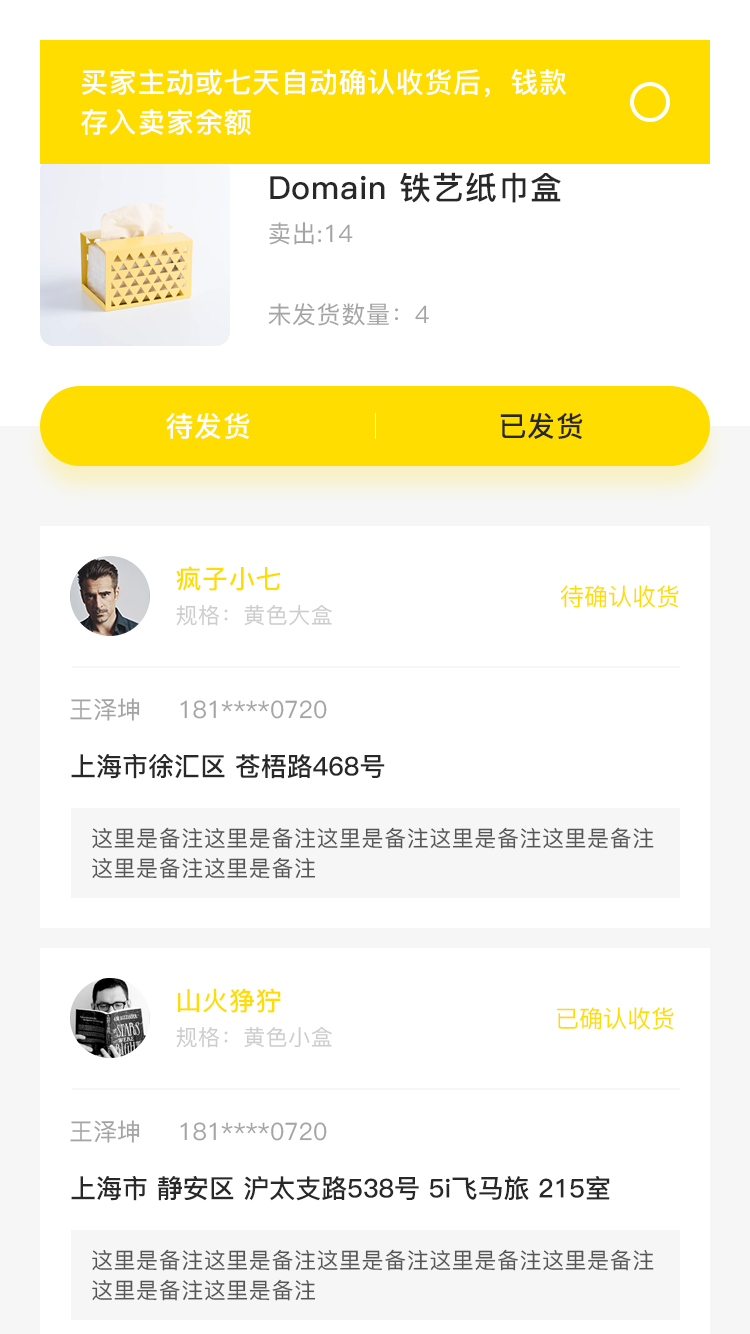 买家主动或七天自动确认收货后，钱款
存入卖家余额
Domain 铁艺纸巾盒
卖出:14
未发货数量：4
待发货
已发货
疯子小七
规格：黄色大盒
待确认收货
王泽坤 181****0720
上海市徐汇区 苍梧路468号
这里是备注这里是备注这里是备注这里是备注这里是备注
这里是备注这里是备注
山火狰狞
规格：黄色小盒
已确认收货
王泽坤 181****0720
上海市 静安区 沪太支路538号 5i飞马旅 215室
这里是备注这里是备注这里是备注这里是备注这里是备注
这里是备注这里是备注